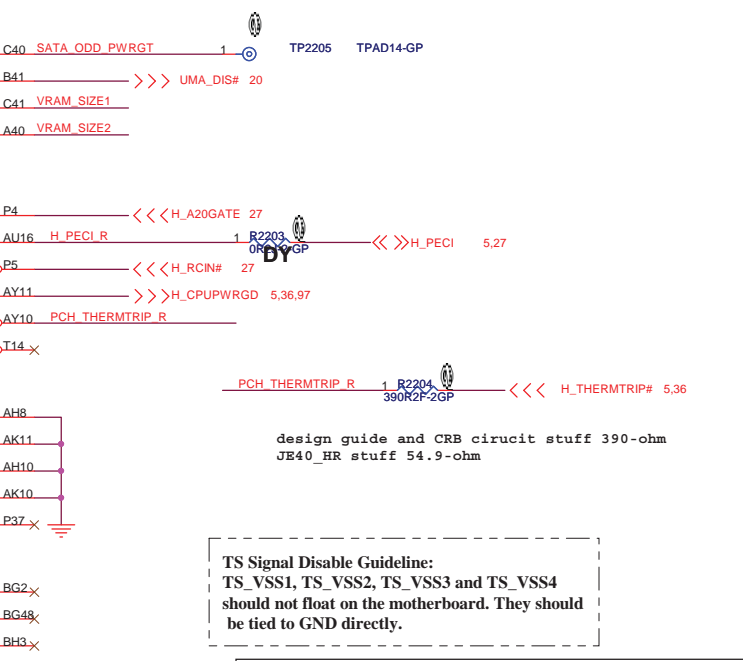 C40 SATA_ODD_PWRGT 1 TP2205 TPAD14-GP
B41 UMA_DIS# 20
C41 VRAM_SIZE1
A40 VRAM_SIZE2
P4 H_A20GATE 27
AU16 H_PECI_R 1 R2203 H_PECI 5,27
DY
P5 H_RCIN# 27
AY11 H_CPUPWRGD 5,36,97
AY10 PCH_THERMTRIP_R
T14
PCH_THERMTRIP_R 1 R2204 H_THERMTRIP# 5,36
390R2F-2GP
AH8
AK11
design guide and CRB cirucit stuff 390-ohm
JE40_HR stuff 54.9-ohm
AH10
AK10
P37
TS Signal Disable Guideline:
TS_VSS1, TS_VSS2, TS_VSS3 and TS_VSS4
should not float on the motherboard. They should
be tied to GND directly.
BG2
BG48
BH3